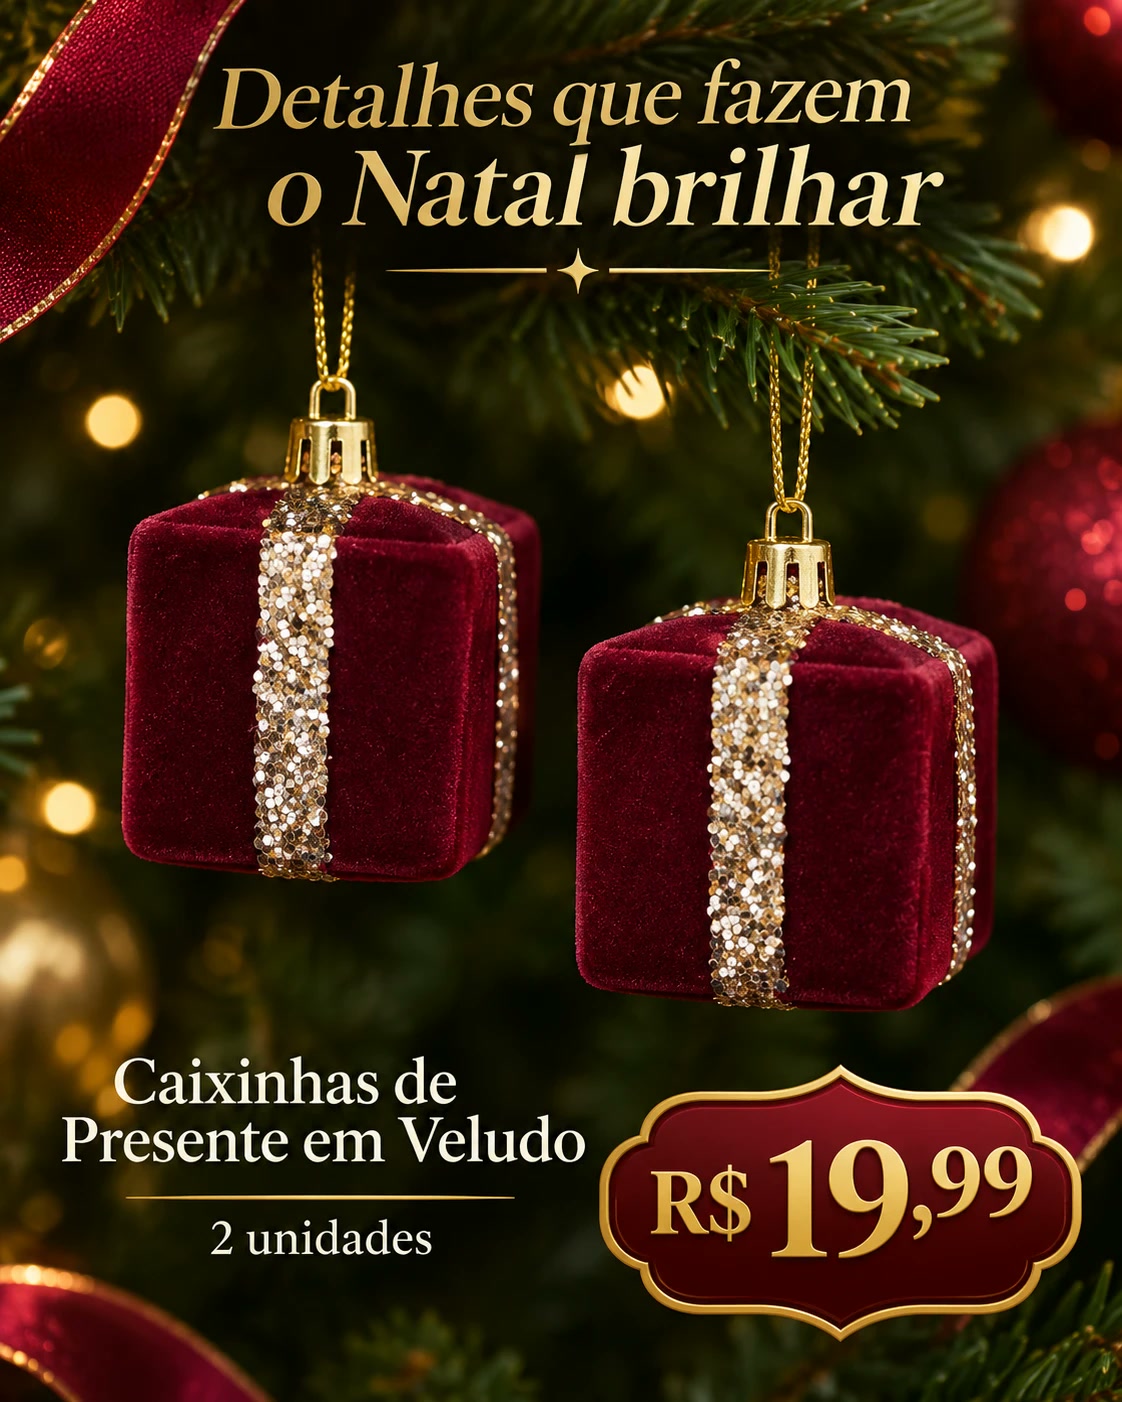 Detalhes que fazem
o Natal brilhar
Caixinhas de
Presente em Veludo
2 unidades
R$ 19,99